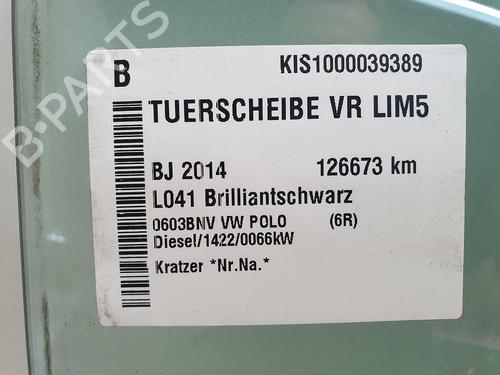 B KIS1000039389
TUERSCHEIBE VR LIM5
BJ 2014 126673 km
L041 Brilliantschwarz
0603BNV VW POLO (6R)
Diesel/1422/0066kW
Kratzer *Nr.Na.*
B-PARTS